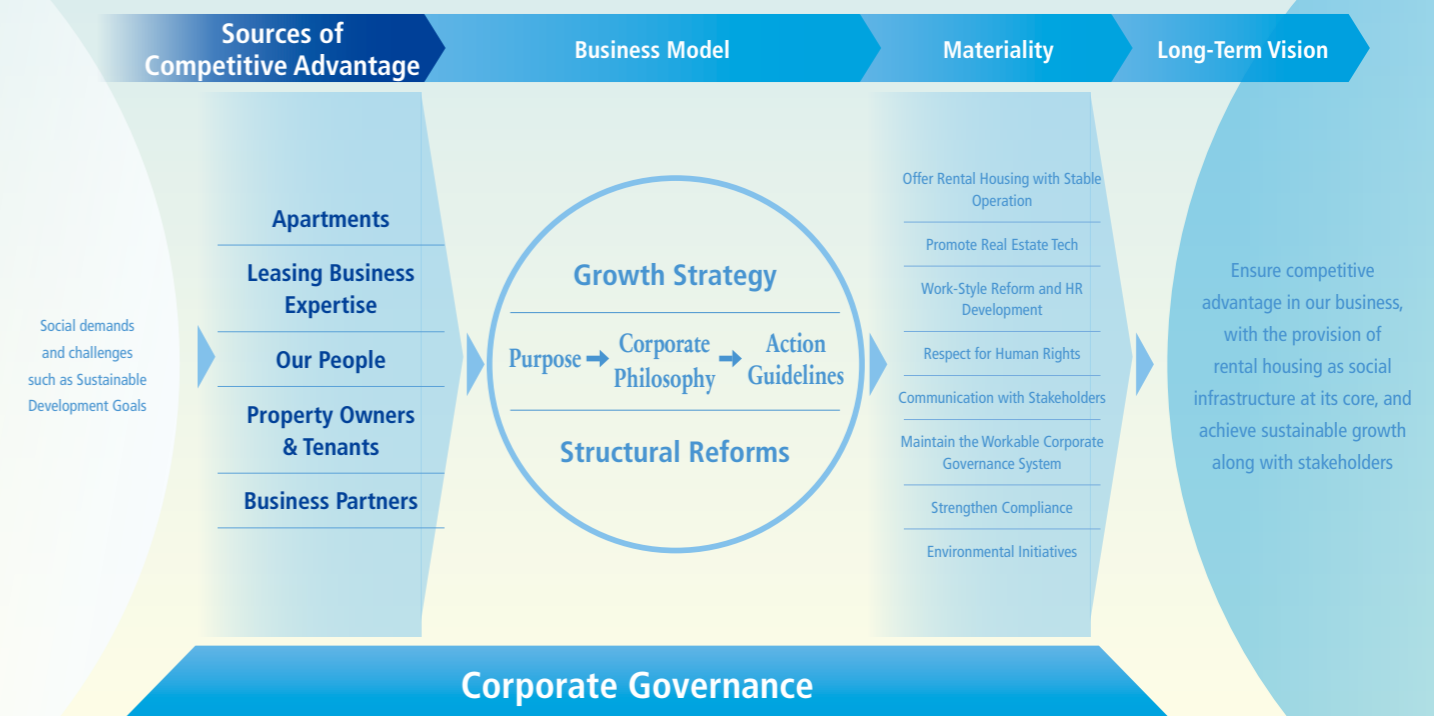 Sources of
Competitive Advantage
Business Model
Materiality
Long-Term Vision
Social demands
and challenges
such as Sustainable
Development Goals
Apartments
Leasing Business
Expertise
Our People
Property Owners
& Tenants
Business Partners
Growth Strategy
Purpose
Corporate
Philosophy
Action
Guidelines
Structural Reforms
Offer Rental Housing with Stable
Operation
Promote Real Estate Tech
Work-Style Reform and HR
Development
Respect for Human Rights
Communication with Stakeholders
Maintain the Workable Corporate
Governance System
Strengthen Compliance
Environmental Initiatives
Ensure competitive
advantage in our business,
with the provision of
rental housing as social
infrastructure at its core, and
achieve sustainable growth
along with stakeholders
Corporate Governance